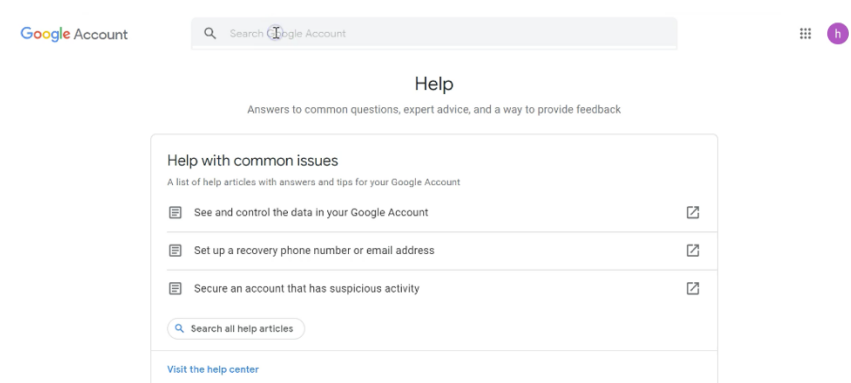 Google Account
Search Google Account
h
Help
Answers to common questions, expert advice, and a way to provide feedback
Help with common issues
A list of help articles with answers and tips for your Google Account
See and control the data in your Google Account
Set up a recovery phone number or email address
Secure an account that has suspicious activity
Search all help articles
Visit the help center